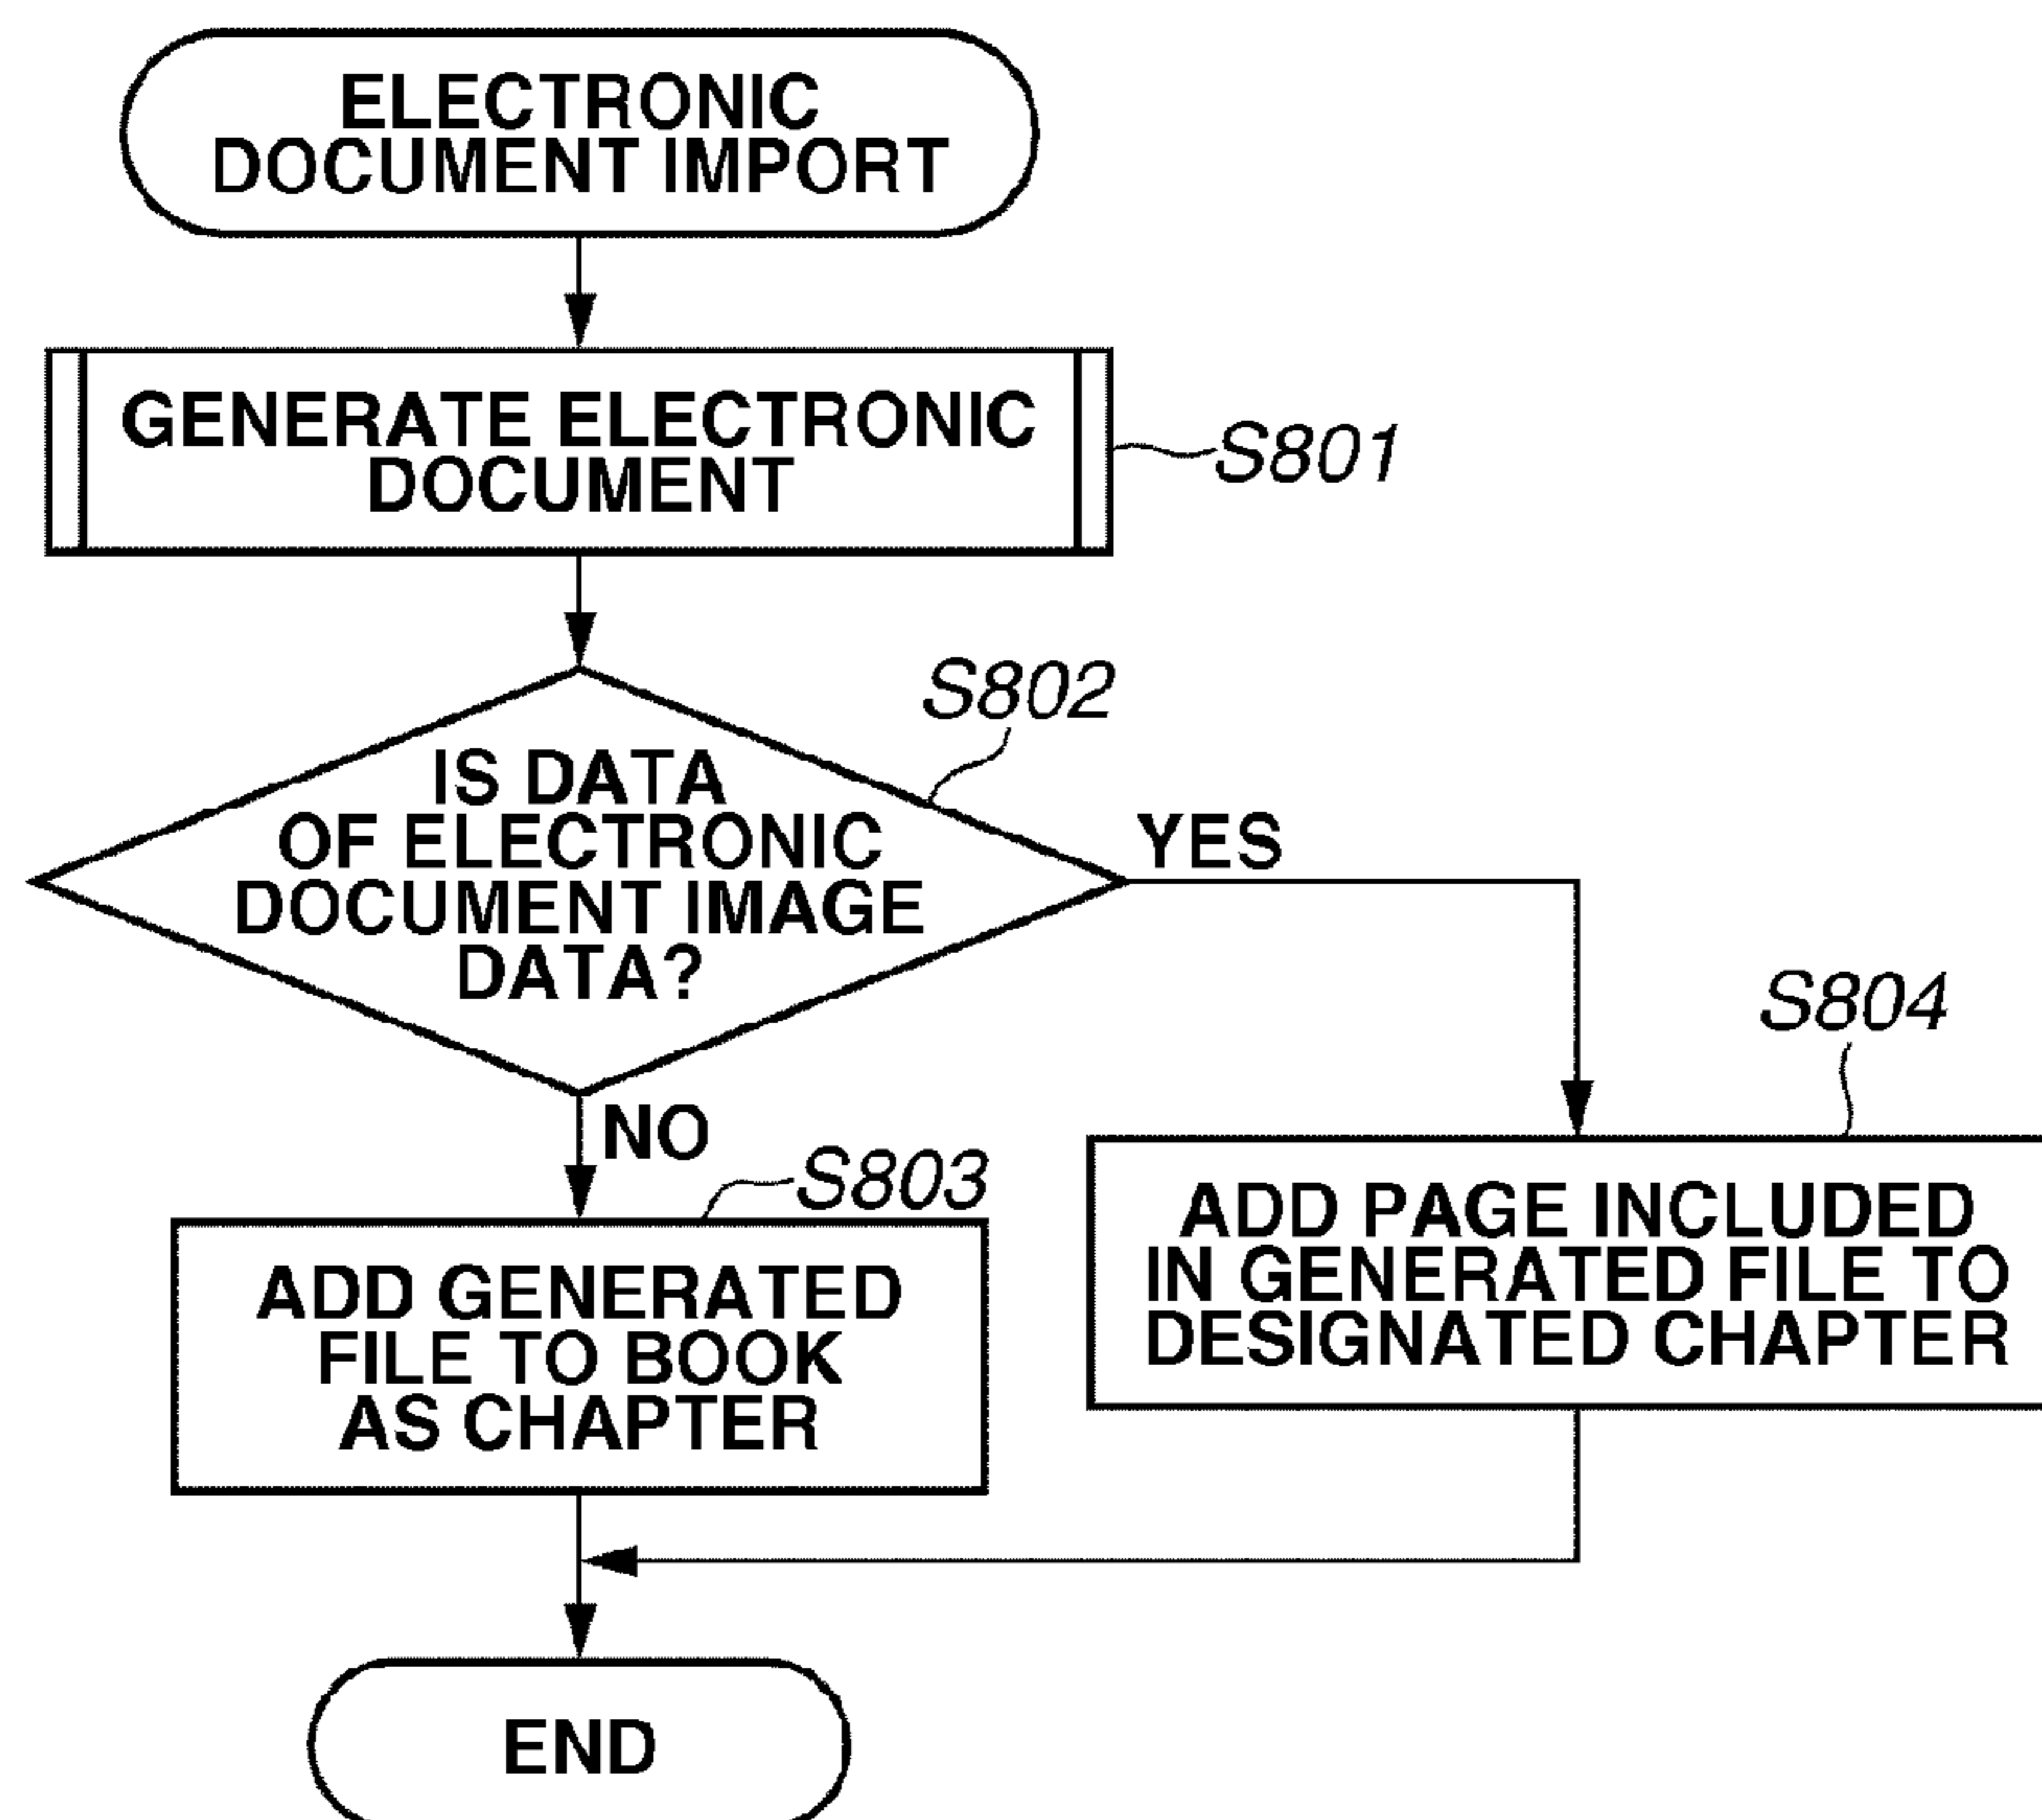 ELECTRONIC
DOCUMENT IMPORT
GENERATE ELECTRONIC
DOCUMENT
S801
S802
IS DATA
OF ELECTRONIC
DOCUMENT IMAGE
DATA?
YES
NO
S803
ADD GENERATED
FILE TO BOOK
AS CHAPTER
S804
ADD PAGE INCLUDED
IN GENERATED FILE TO
DESIGNATED CHAPTER
END